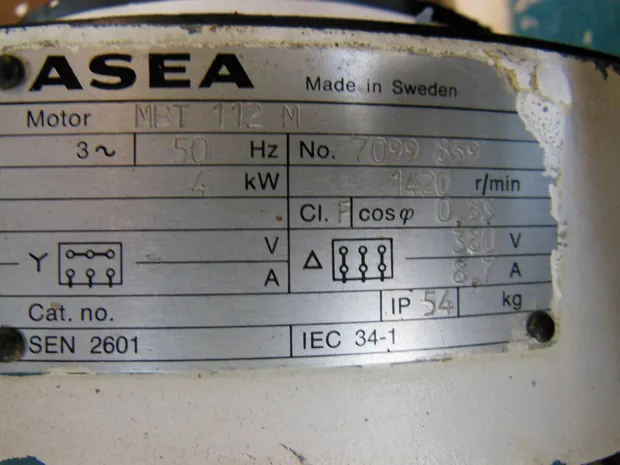 ASEA Made in Sweden
Motor MBT 112 M
3~ 50 Hz No. 7099 859
4 kW 1420 r/min
Cl. F cosφ 0,83
Y V Δ 380 V
A 8,7 A
Cat. no. IP 54 kg
SEN 2601 IEC 34-1